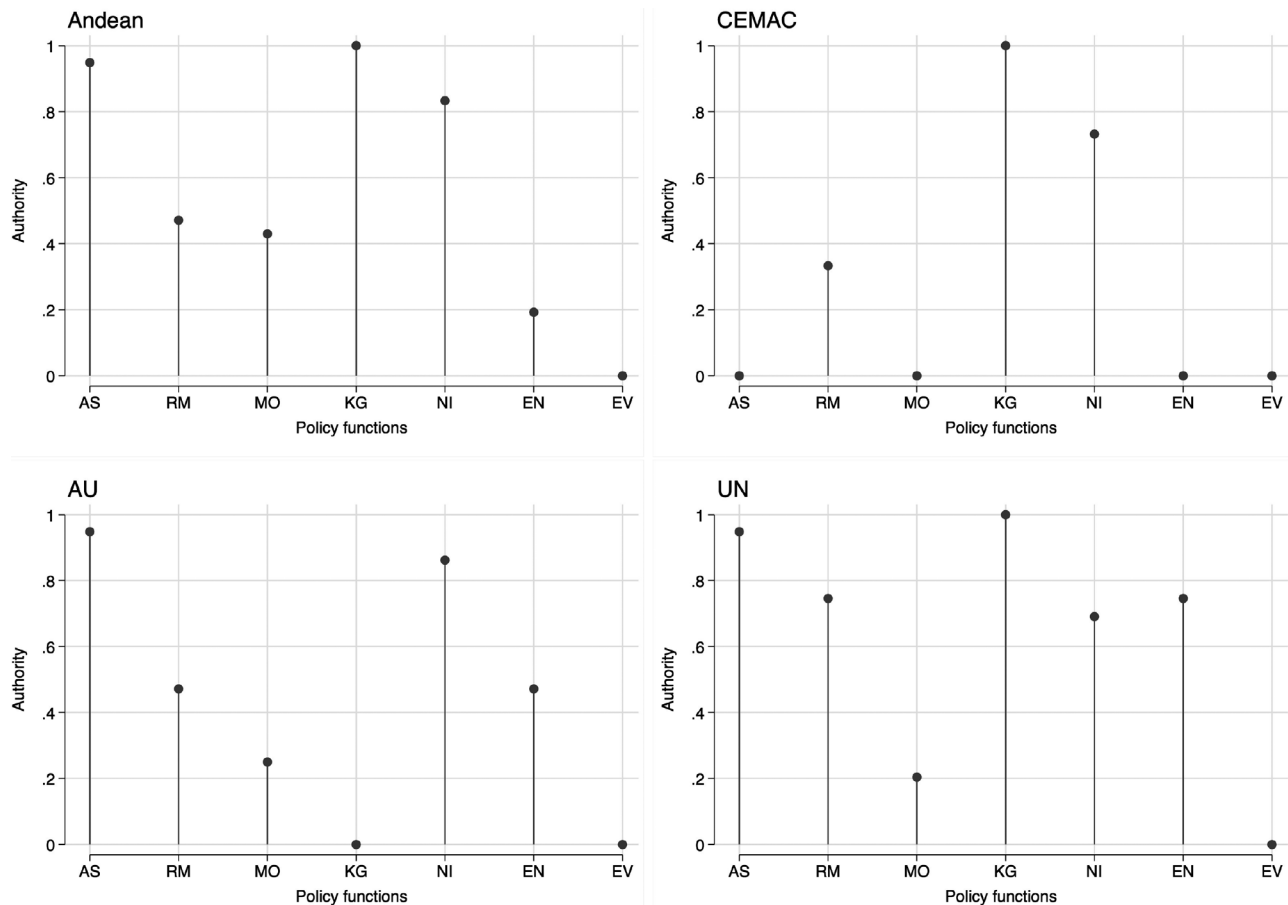 Andean
1
.8
.6
.4
.2
0
Authority
AS RM MO KG NI EN EV
Policy functions
CEMAC
1
.8
.6
.4
.2
0
Authority
AS RM MO KG NI EN EV
Policy functions
AU
1
.8
.6
.4
.2
0
Authority
AS RM MO KG NI EN EV
Policy functions
UN
1
.8
.6
.4
.2
0
Authority
AS RM MO KG NI EN EV
Policy functions